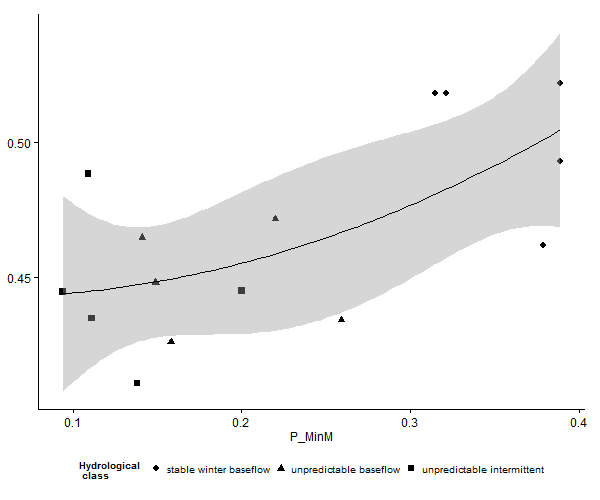 0.50
0.45
0.1 0.2 0.3 0.4
P_MinM
Hydrological
class
stable winter baseflow unpredictable baseflow unpredictable intermittent